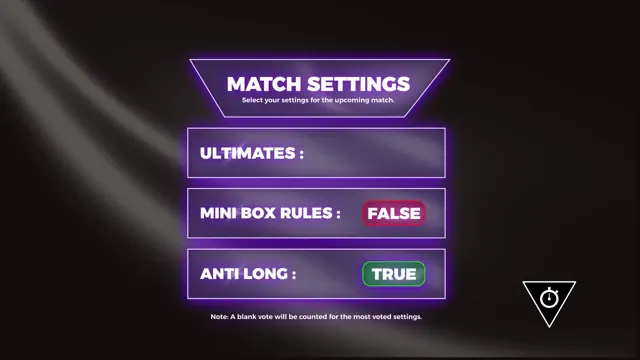 MATCH SETTINGS
Select your settings for the upcoming match.
ULTIMATES :
MINI BOX RULES : FALSE
ANTI LONG : TRUE
Note: A blank vote will be counted for the most voted settings.